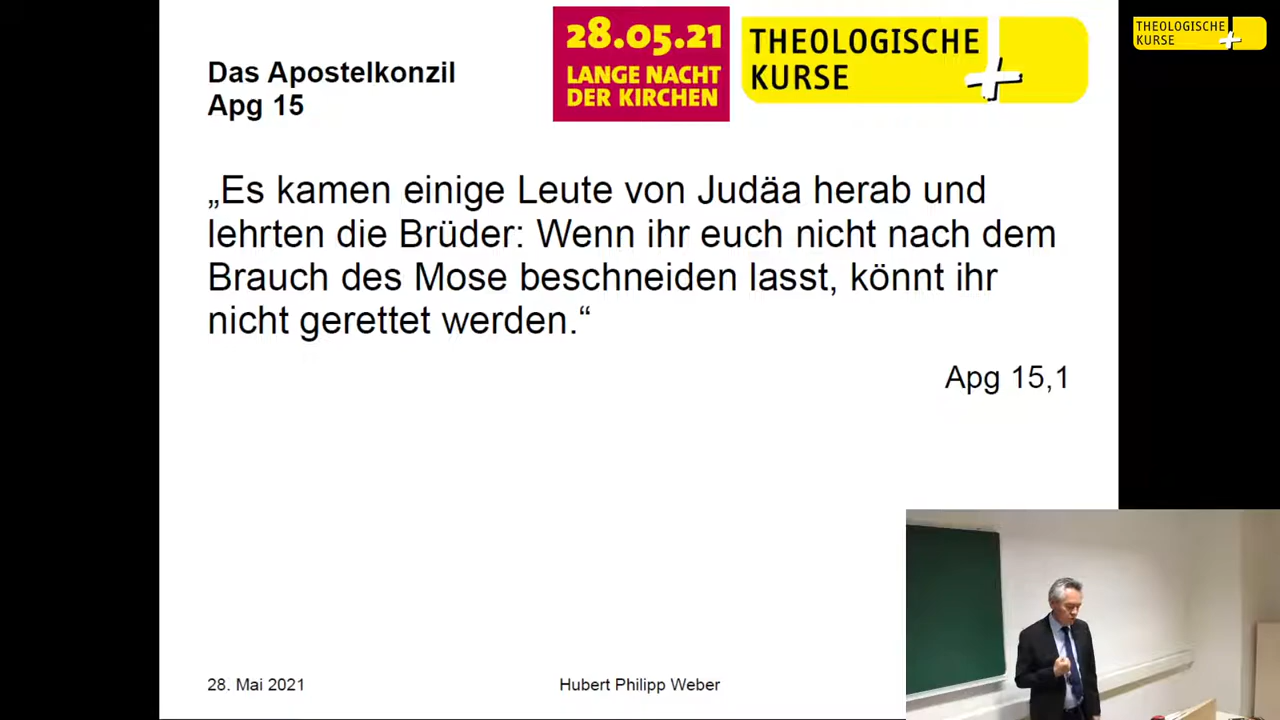 Das Apostelkonzil
Apg 15
28.05.21
LANGE NACHT
DER KIRCHEN
THEOLOGISCHE
KURSE
THEOLOGISCHE
KURSE
„Es kamen einige Leute von Judäa herab und
lehrten die Brüder: Wenn ihr euch nicht nach dem
Brauch des Mose beschneiden lasst, könnt ihr
nicht gerettet werden.“
Apg 15,1
28. Mai 2021
Hubert Philipp Weber